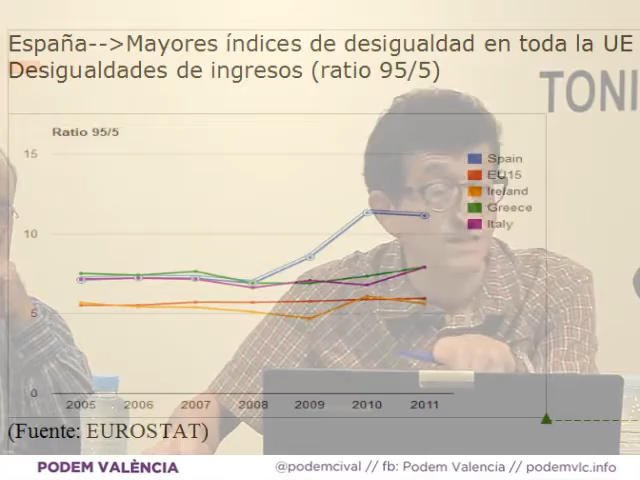 España-->Mayores índices de desigualdad en toda la UE
Desigualdades de ingresos (ratio 95/5)
TONI
Ratio 95/5
15
10
5
0
Spain
EU15
Ireland
Greece
Italy
2005 2006 2007 2008 2009 2010 2011
(Fuente: EUROSTAT)
PODEM VALÈNCIA
@podemcival // fb: Podem Valencia // podemvlc.info